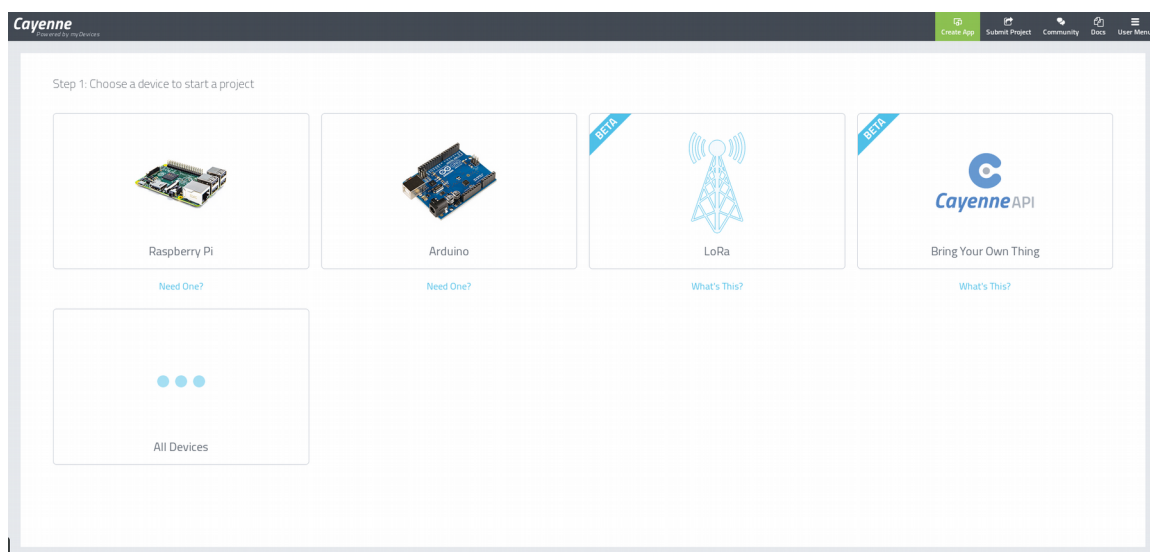 Cayenne
Powered by myDevices
Create App
Submit Project
Community
Docs
User Menu
Step 1: Choose a device to start a project
BETA
BETA
Cayenne API
Raspberry Pi
Arduino
LoRa
Bring Your Own Thing
Need One?
Need One?
What's This?
What's This?
All Devices